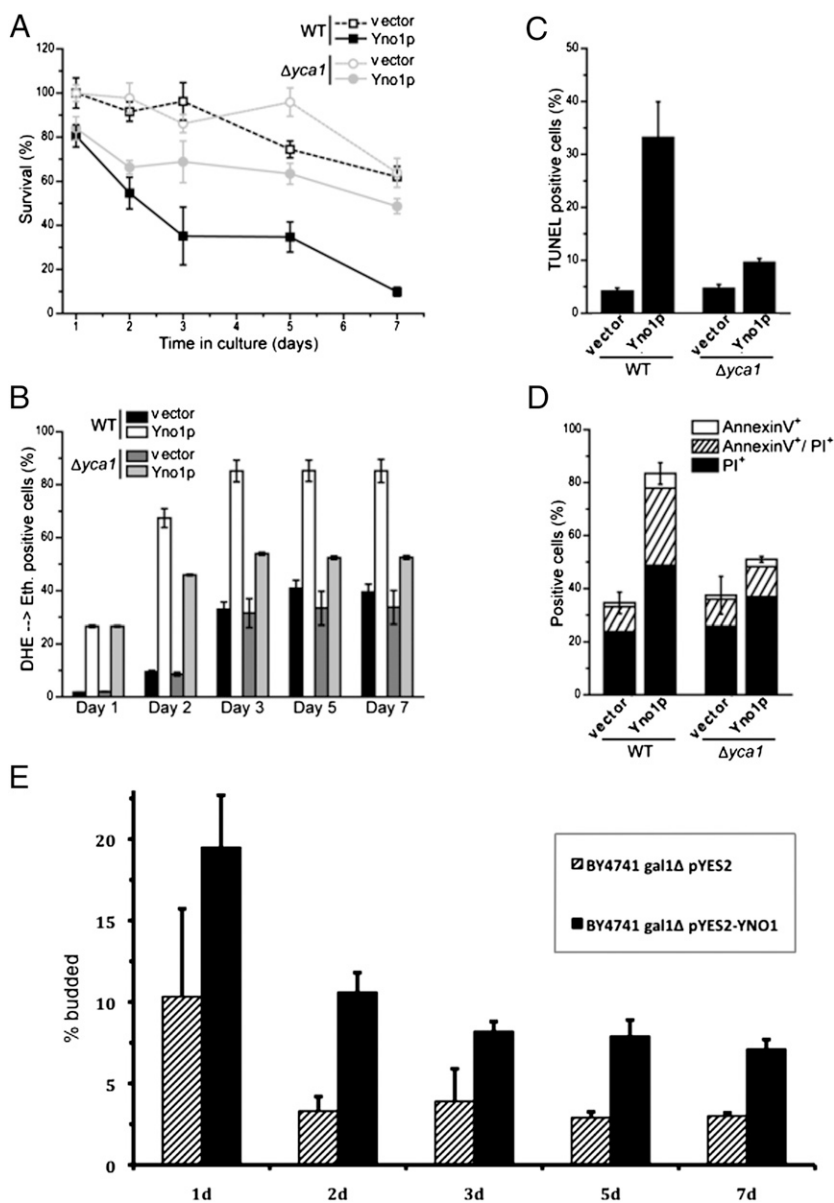 A
WT
vector
Yno1p
Δyca1
vector
Yno1p
120
100
80
60
40
20
0
Survival (%)
1 2 3 4 5 6 7
Time in culture (days)
C
50
40
30
20
10
0
TUNEL positive cells (%)
vector Yno1p vector Yno1p
WT Δyca1
B
WT
vector
Yno1p
Δyca1
vector
Yno1p
100
80
60
40
20
0
DHE --> Eth. positive cells (%)
Day 1 Day 2 Day 3 Day 5 Day 7
D
AnnexinV+
AnnexinV+/ PI+
PI+
100
80
60
40
20
0
Positive cells (%)
vector Yno1p vector Yno1p
WT Δyca1
E
20
15
10
5
0
% budded
BY4741 gal1Δ pYES2
BY4741 gal1Δ pYES2-YNO1
1d 2d 3d 5d 7d